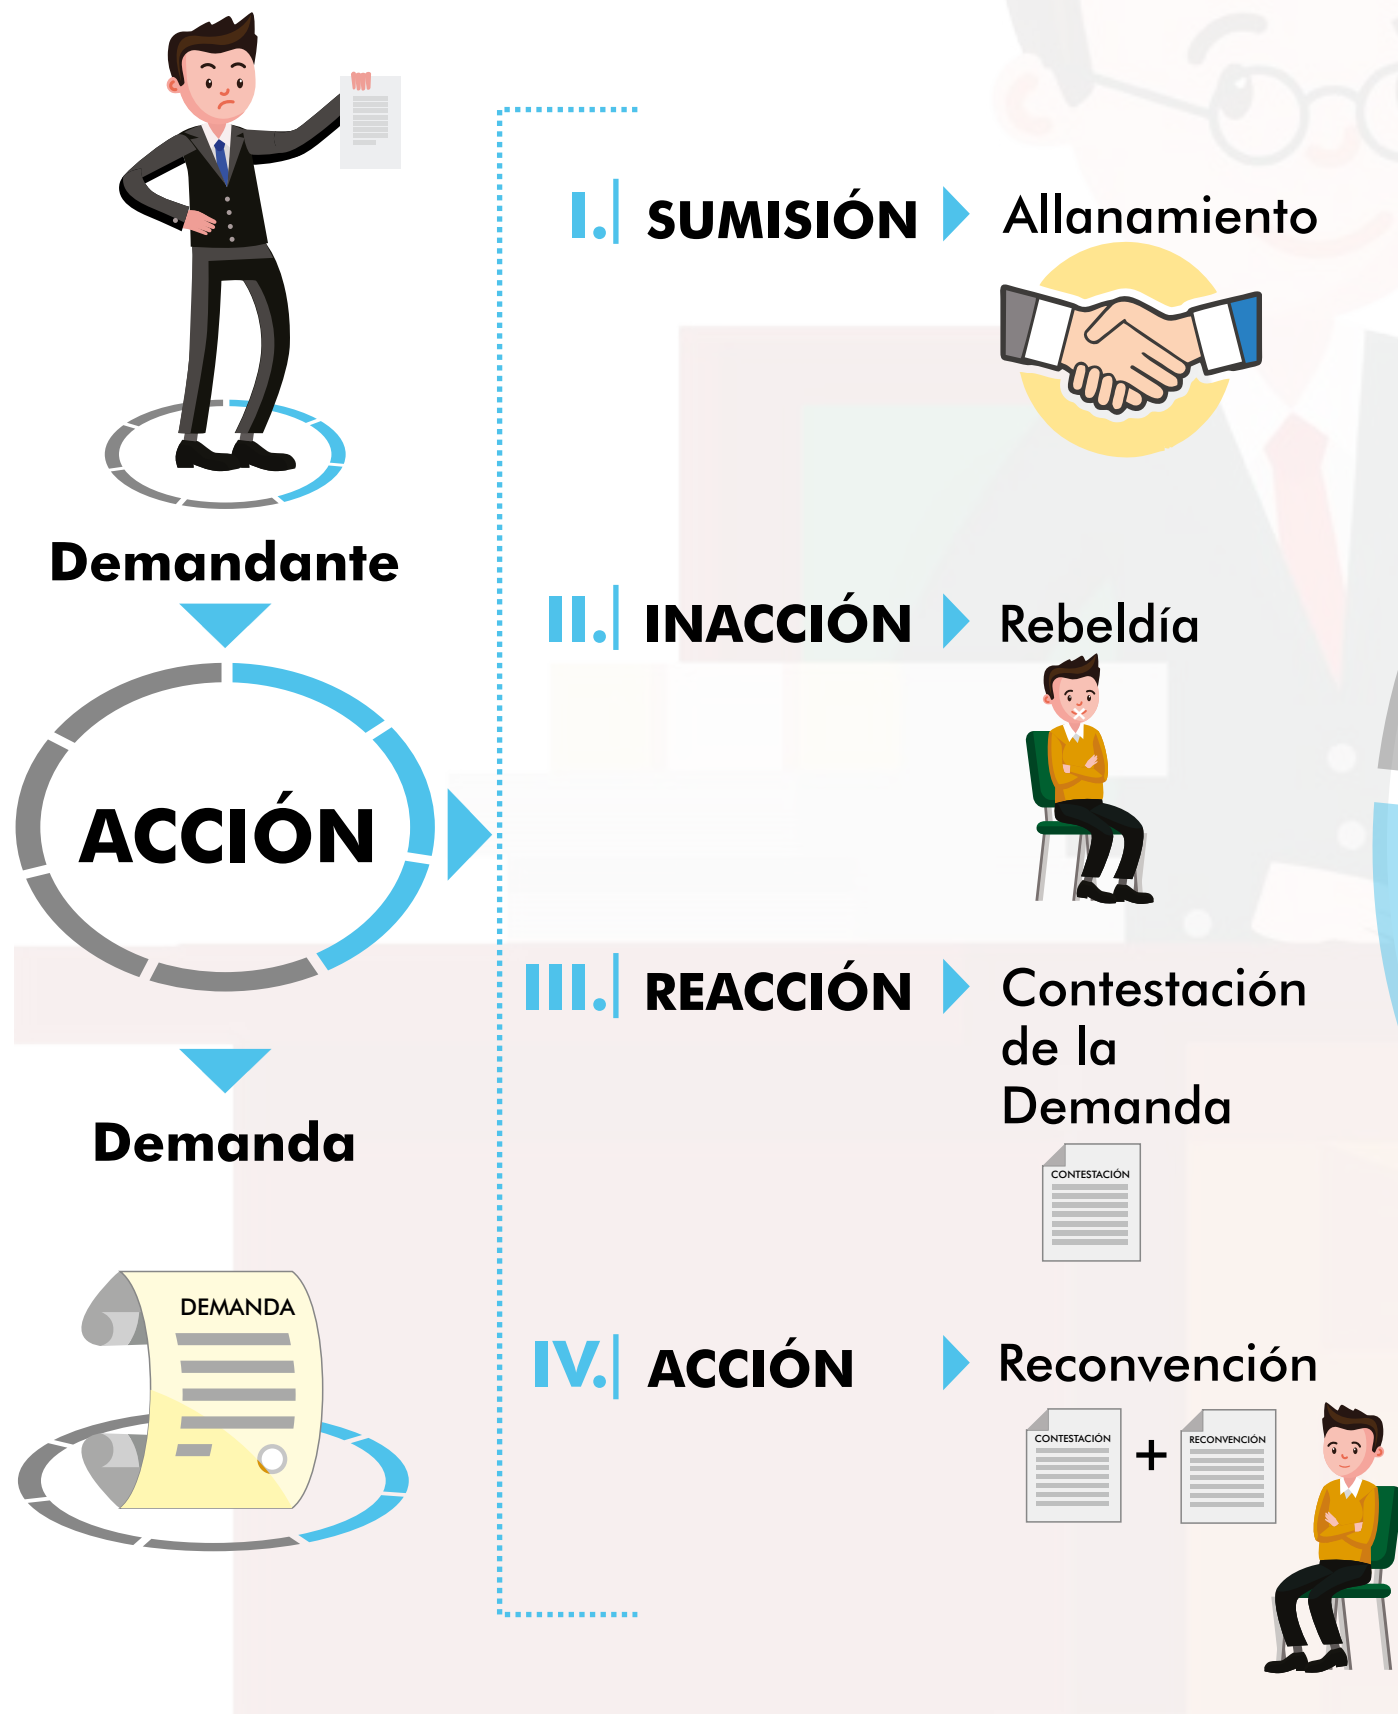 Demandante
ACCIÓN
Demanda
DEMANDA
I. SUMISIÓN Allanamiento
II. INACCIÓN Rebeldía
III. REACCIÓN Contestación
de la
Demanda
CONTESTACIÓN
IV. ACCIÓN Reconvención
CONTESTACIÓN + RECONVENCIÓN